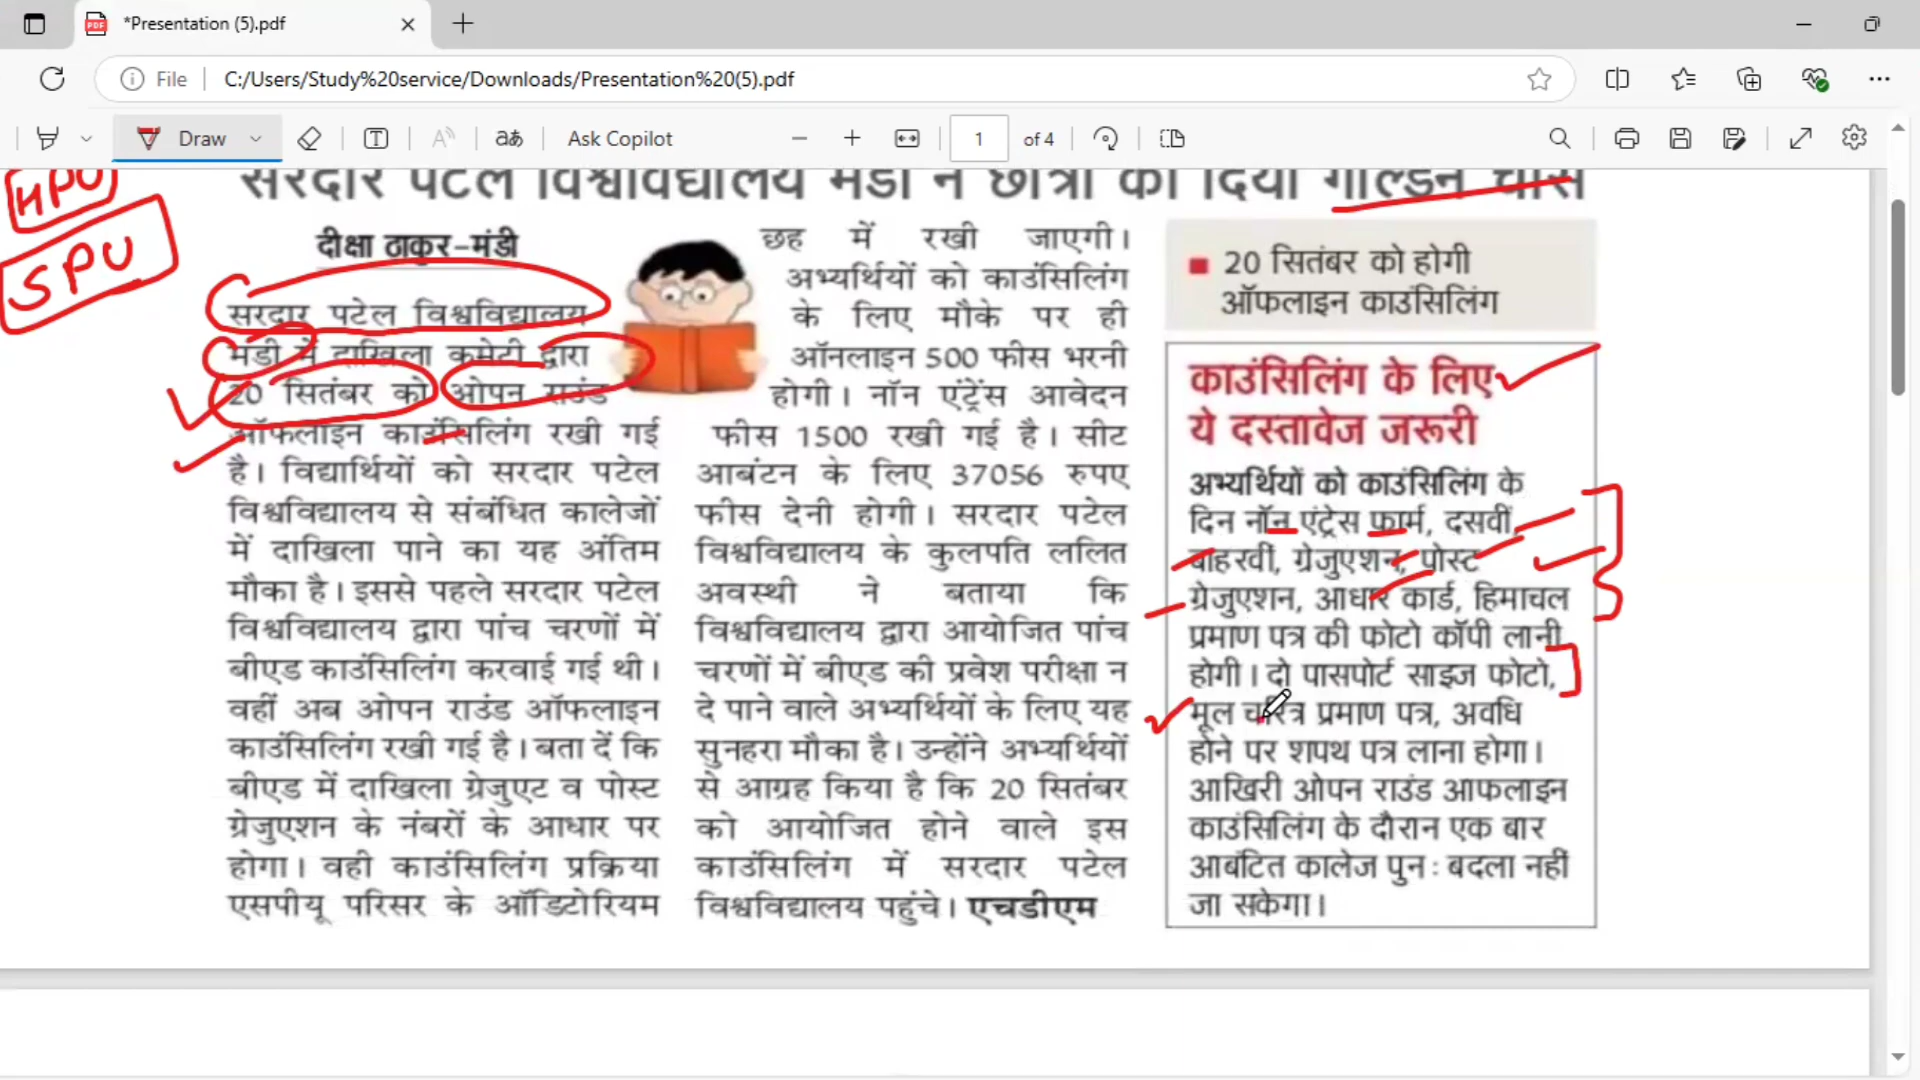 *Presentation (5).pdf
File
C:/Users/Study%20service/Downloads/Presentation%20(5).pdf
Draw
Ask Copilot
1 of 4
HPU
SPU
सरदार पटेल विश्वविद्यालय मंडी ने छात्रों को दिया गोल्डन चांस
दीक्षा ठाकुर-मंडी
सरदार पटेल विश्वविद्यालय
मंडी में दाखिला कमेटी द्वारा
20 सितंबर को ओपन राउंड
ऑफलाइन काउंसिलिंग रखी गई
है। विद्यार्थियों को सरदार पटेल
विश्वविद्यालय से संबंधित कालेजों
में दाखिला पाने का यह अंतिम
मौका है। इससे पहले सरदार पटेल
विश्वविद्यालय द्वारा पांच चरणों में
बीएड काउंसिलिंग करवाई गई थी।
वहीं अब ओपन राउंड ऑफलाइन
काउंसिलिंग रखी गई है। बता दें कि
बीएड में दाखिला ग्रेजुएट व पोस्ट
ग्रेजुएशन के नंबरों के आधार पर
होगा। वही काउंसिलिंग प्रक्रिया
एसपीयू परिसर के ऑडिटोरियम
छह में रखी जाएगी।
अभ्यर्थियों को काउंसिलिंग
के लिए मौके पर ही
ऑनलाइन 500 फीस भरनी
होगी। नॉन एंट्रेंस आवेदन
फीस 1500 रखी गई है। सीट
आबंटन के लिए 37056 रुपए
फीस देनी होगी। सरदार पटेल
विश्वविद्यालय के कुलपति ललित
अवस्थी ने बताया कि
विश्वविद्यालय द्वारा आयोजित पांच
चरणों में बीएड की प्रवेश परीक्षा न
दे पाने वाले अभ्यर्थियों के लिए यह
सुनहरा मौका है। उन्होंने अभ्यर्थियों
से आग्रह किया है कि 20 सितंबर
को आयोजित होने वाले इस
काउंसिलिंग में सरदार पटेल
विश्वविद्यालय पहुंचे। एचडीएम
20 सितंबर को होगी
ऑफलाइन काउंसिलिंग
काउंसिलिंग के लिए
ये दस्तावेज जरूरी
अभ्यर्थियों को काउंसिलिंग के
दिन नॉन एंट्रेस फार्म, दसवीं,
बाहरवीं, ग्रेजुएशन, पोस्ट
ग्रेजुएशन, आधार कार्ड, हिमाचल
प्रमाण पत्र की फोटो कॉपी लानी
होगी। दो पासपोर्ट साइज फोटो,
मूल चरित्र प्रमाण पत्र, अवधि
होने पर शपथ पत्र लाना होगा।
आखिरी ओपन राउंड आफलाइन
काउंसिलिंग के दौरान एक बार
आबंटित कालेज पुनः बदला नहीं
जा सकेगा।